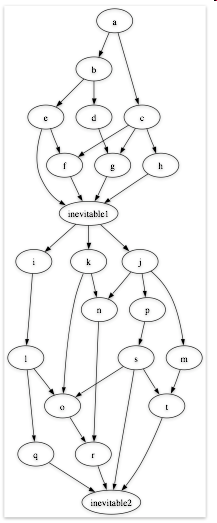 a
b
e d c
f g h
inevitable1
i k j
n p
l s m
o t
q r
inevitable2